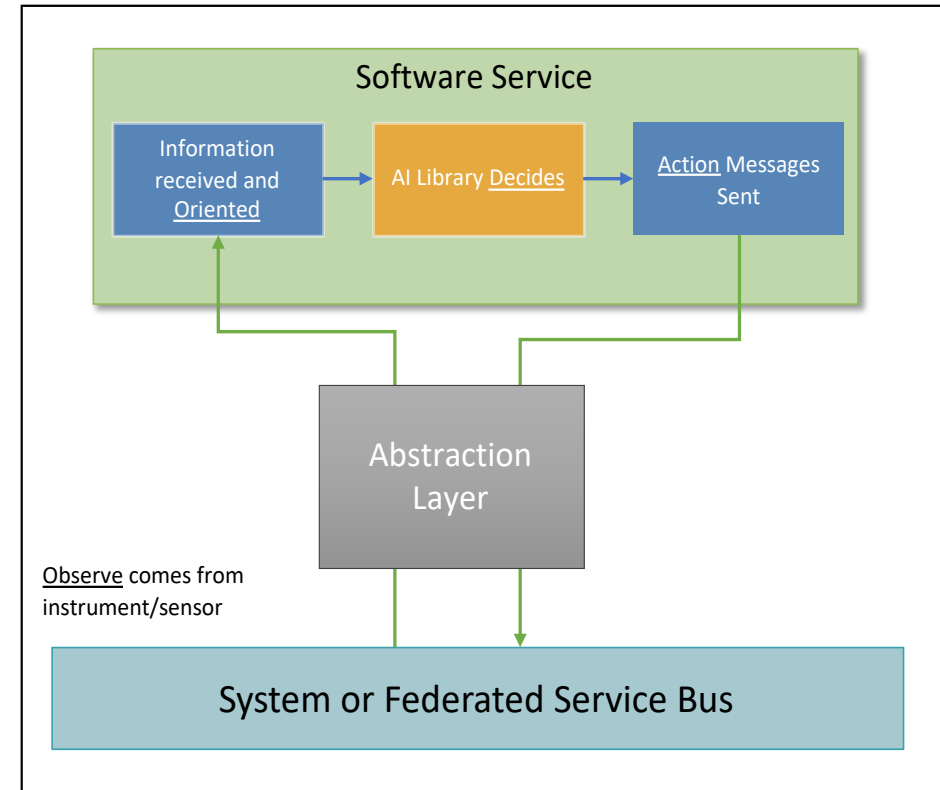 Software Service
Information
received and
Oriented
AI Library Decides
Action Messages
Sent
Abstraction
Layer
Observe comes from
instrument/sensor
System or Federated Service Bus